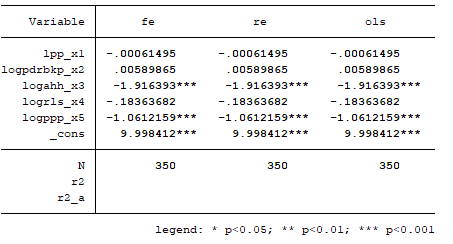 Variable fe re ols
lpp_x1 -.00061495 -.00061495 -.00061495
logpdrbkp_x2 .00589865 .00589865 .00589865
logahh_x3 -1.916393*** -1.916393*** -1.916393***
logrls_x4 -.18363682 -.18363682 -.18363682
logppp_x5 -1.0612159*** -1.0612159*** -1.0612159***
_cons 9.998412*** 9.998412*** 9.998412***
N 350 350 350
r2
r2_a
legend: * p<0.05; ** p<0.01; *** p<0.001